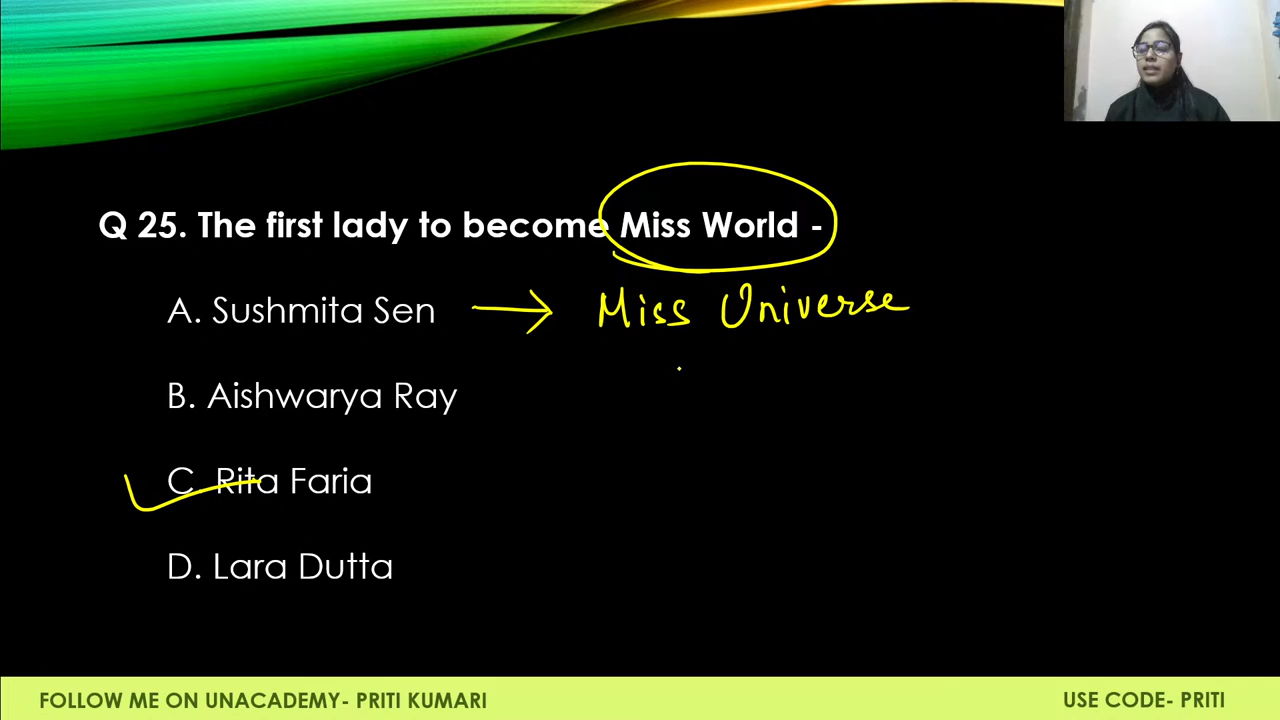 Q 25. The first lady to become Miss World -
A. Sushmita Sen → Miss Universe
B. Aishwarya Ray
C. Rita Faria
D. Lara Dutta
FOLLOW ME ON UNACADEMY- PRITI KUMARI
USE CODE- PRITI